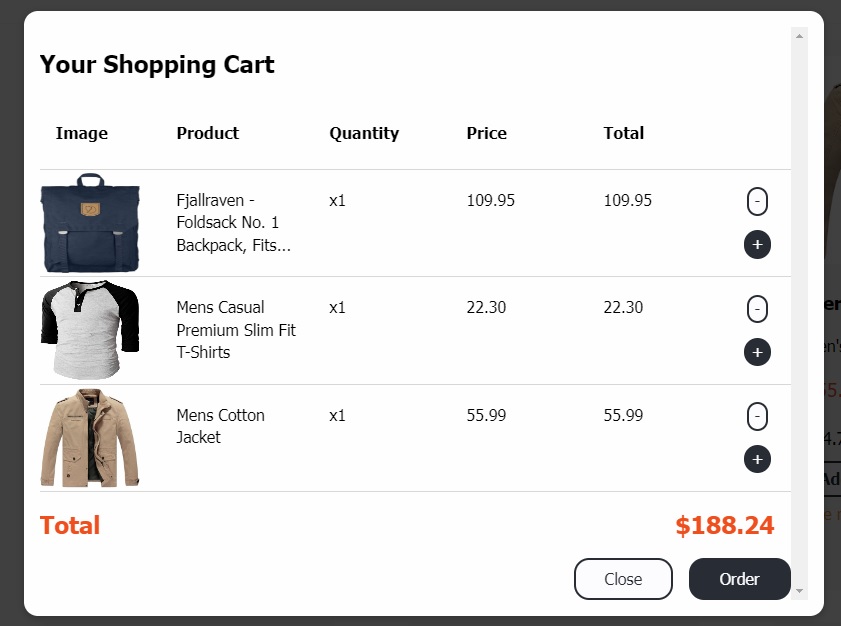 Your Shopping Cart
Image Product Quantity Price Total
Fjallraven - x1 109.95 109.95 -
Foldsack No. 1
Backpack, Fits... +
Mens Casual x1 22.30 22.30 -
Premium Slim Fit
T-Shirts +
Mens Cotton x1 55.99 55.99 -
Jacket
+
Total $188.24
Close Order